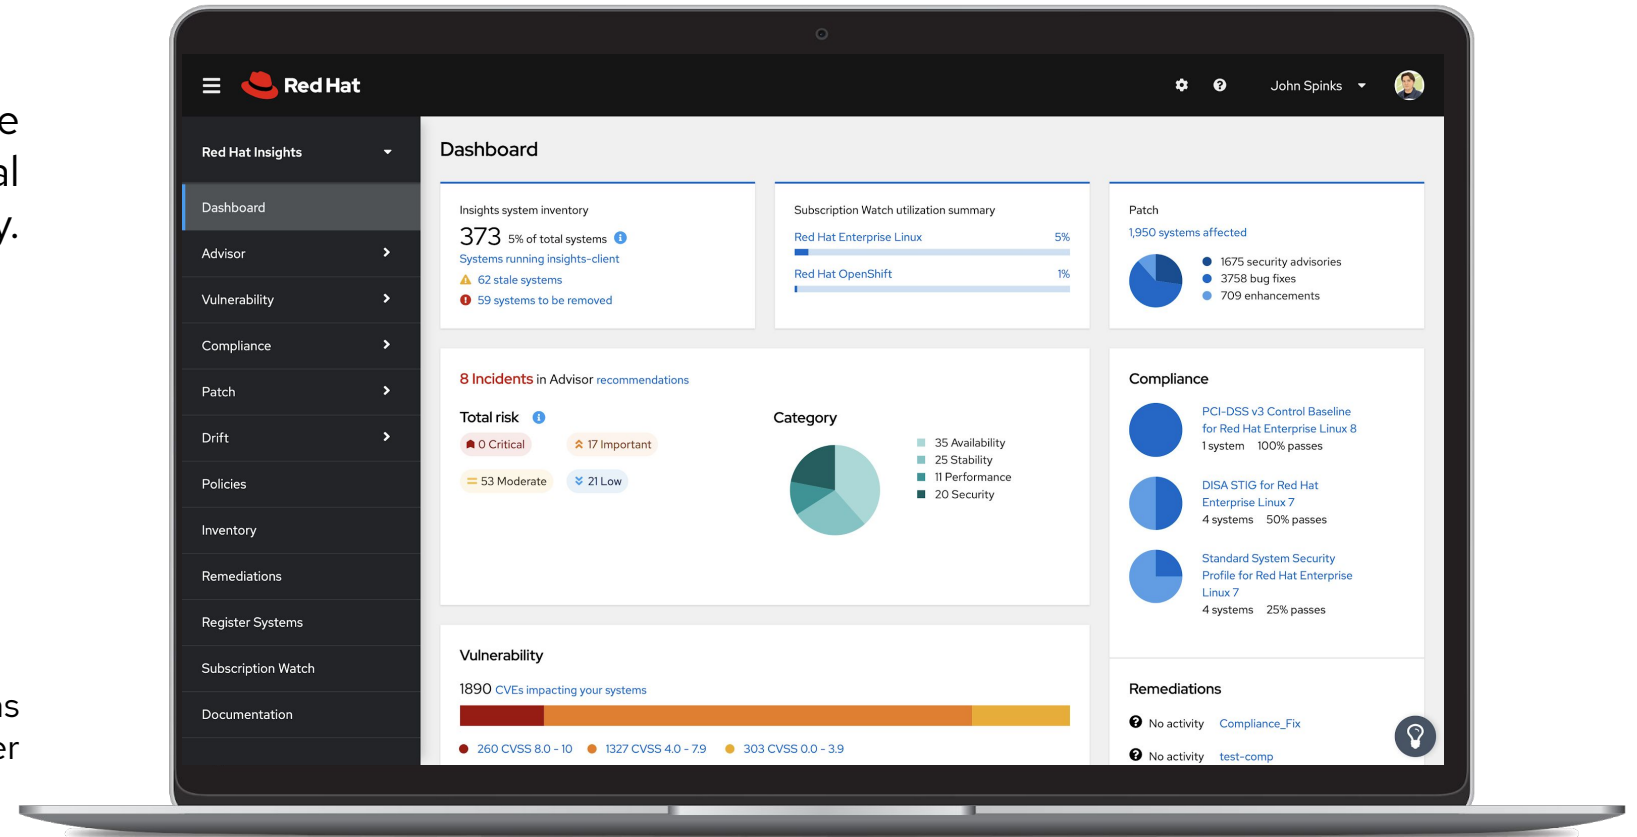 e
al
y.
ns
er
Red Hat
John Spinks
Red Hat Insights
Dashboard
Advisor
Vulnerability
Compliance
Patch
Drift
Policies
Inventory
Remediations
Register Systems
Subscription Watch
Documentation
Dashboard
Insights system inventory
373 5% of total systems
Systems running insights-client
62 stale systems
59 systems to be removed
Subscription Watch utilization summary
Red Hat Enterprise Linux 5%
Red Hat OpenShift 1%
Patch
1,950 systems affected
1675 security advisories
3758 bug fixes
709 enhancements
8 Incidents in Advisor recommendations
Total risk
0 Critical 17 Important
53 Moderate 21 Low
Category
35 Availability
25 Stability
11 Performance
20 Security
Compliance
PCI-DSS v3 Control Baseline
for Red Hat Enterprise Linux 8
1 system 100% passes
DISA STIG for Red Hat
Enterprise Linux 7
4 systems 50% passes
Standard System Security
Profile for Red Hat Enterprise
Linux 7
4 systems 25% passes
Vulnerability
1890 CVEs impacting your systems
260 CVSS 8.0 - 10 1327 CVSS 4.0 - 7.9 303 CVSS 0.0 - 3.9
Remediations
No activity Compliance_Fix
No activity test-comp